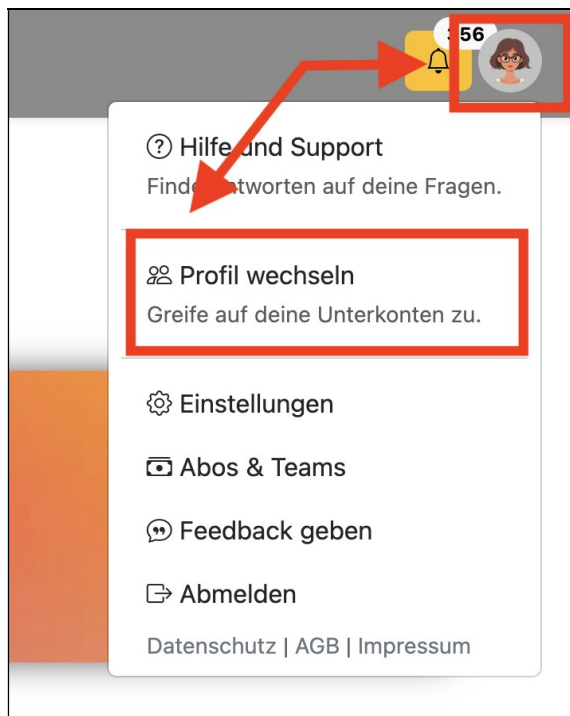 356
Hilfe und Support
Finde Antworten auf deine Fragen.
Profil wechseln
Greife auf deine Unterkonten zu.
Einstellungen
Abos & Teams
Feedback geben
Abmelden
Datenschutz | AGB | Impressum